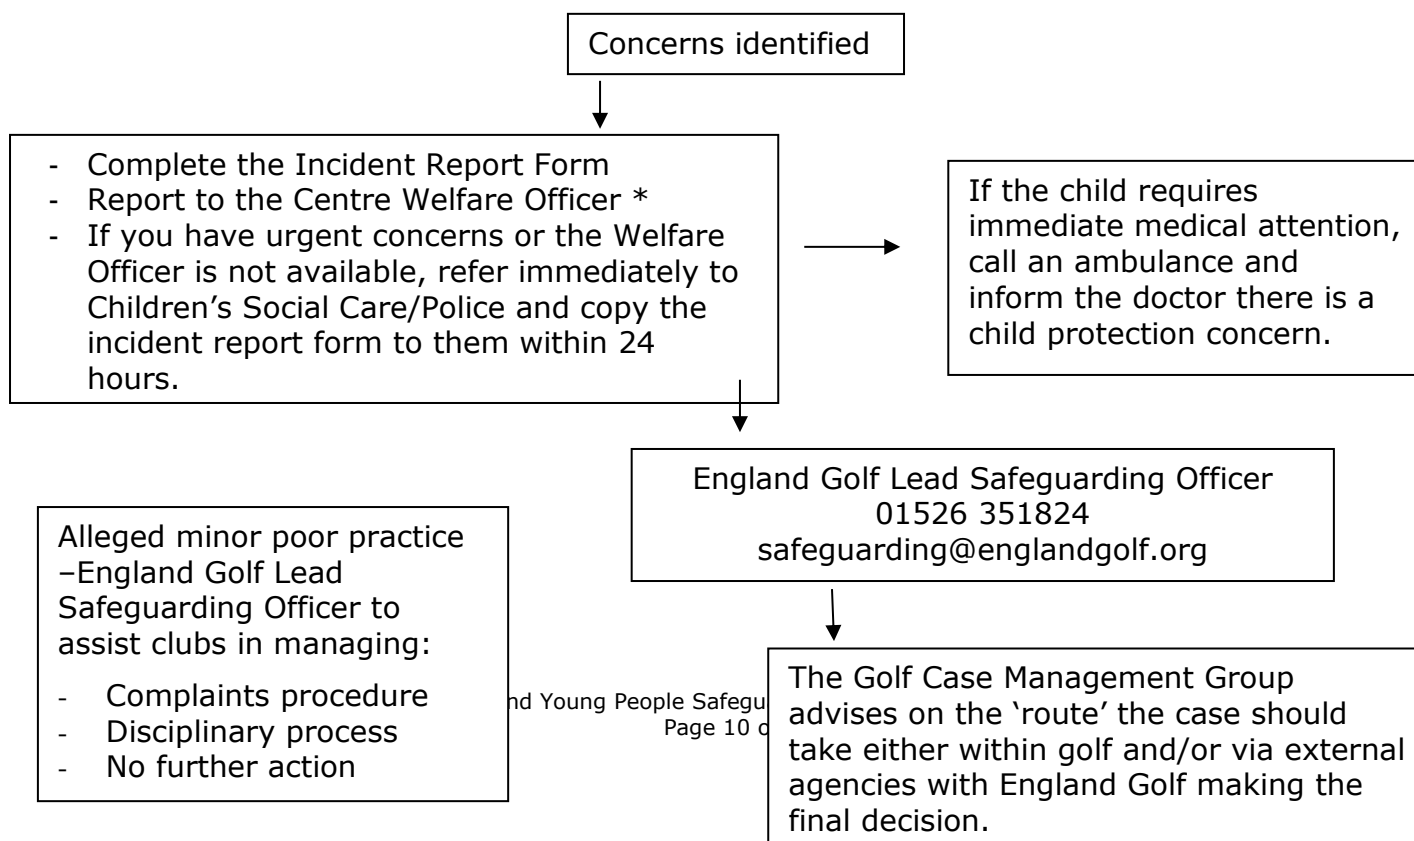 Concerns identified
- Complete the Incident Report Form
- Report to the Centre Welfare Officer *
- If you have urgent concerns or the Welfare
Officer is not available, refer immediately to
Children’s Social Care/Police and copy the
incident report form to them within 24
hours.
If the child requires
immediate medical attention,
call an ambulance and
inform the doctor there is a
child protection concern.
England Golf Lead Safeguarding Officer
01526 351824
safeguarding@englandgolf.org
Alleged minor poor practice
–England Golf Lead
Safeguarding Officer to
assist clubs in managing:
- Complaints procedure
- Disciplinary process
- No further action
Young People
Page 10
The Golf Case Management Group
advises on the ‘route’ the case should
take either within golf and/or via external
agencies with England Golf making the
final decision.